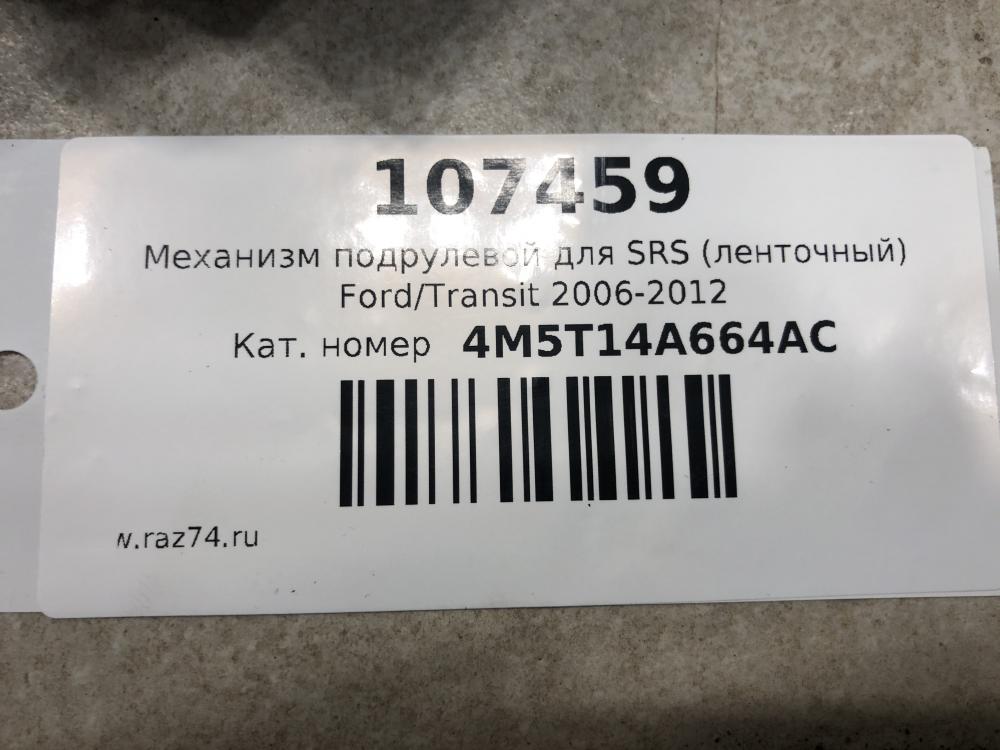 107459
Механизм подрулевой для SRS (ленточный)
Ford/Transit 2006-2012
Кат. номер 4M5T14A664AC
w.raz74.ru